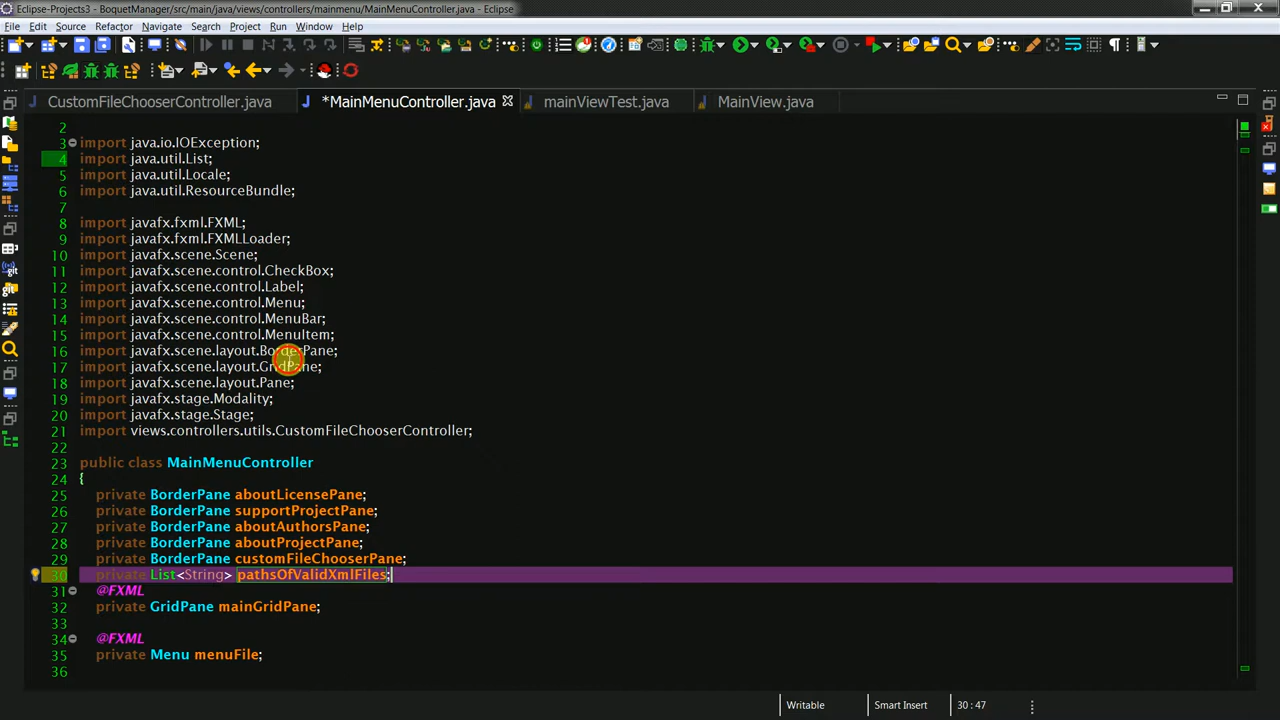 Eclipse-Projects3 - BoquetManager/src/main/java/views/controllers/mainmenu/MainMenuController.java - Eclipse
File Edit Source Refactor Navigate Search Project Run Window Help
CustomFileChooserController.java *MainMenuController.java mainViewTest.java MainView.java
2
3 import java.io.IOException;
4 import java.util.List;
5 import java.util.Locale;
6 import java.util.ResourceBundle;
7
8 import javafx.fxml.FXML;
9 import javafx.fxml.FXMLLoader;
10 import javafx.scene.Scene;
11 import javafx.scene.control.CheckBox;
12 import javafx.scene.control.Label;
13 import javafx.scene.control.Menu;
14 import javafx.scene.control.MenuBar;
15 import javafx.scene.control.MenuItem;
16 import javafx.scene.layout.BorderPane;
17 import javafx.scene.layout.GridPane;
18 import javafx.scene.layout.Pane;
19 import javafx.stage.Modality;
20 import javafx.stage.Stage;
21 import views.controllers.utils.CustomFileChooserController;
22
23 public class MainMenuController
24 {
25 private BorderPane aboutLicensePane;
26 private BorderPane supportProjectPane;
27 private BorderPane aboutAuthorsPane;
28 private BorderPane aboutProjectPane;
29 private BorderPane customFileChooserPane;
30 private List<String> pathsOfValidXmlFiles;
31 @FXML
32 private GridPane mainGridPane;
33
34 @FXML
35 private Menu menuFile;
36
Writable Smart Insert 30 : 47